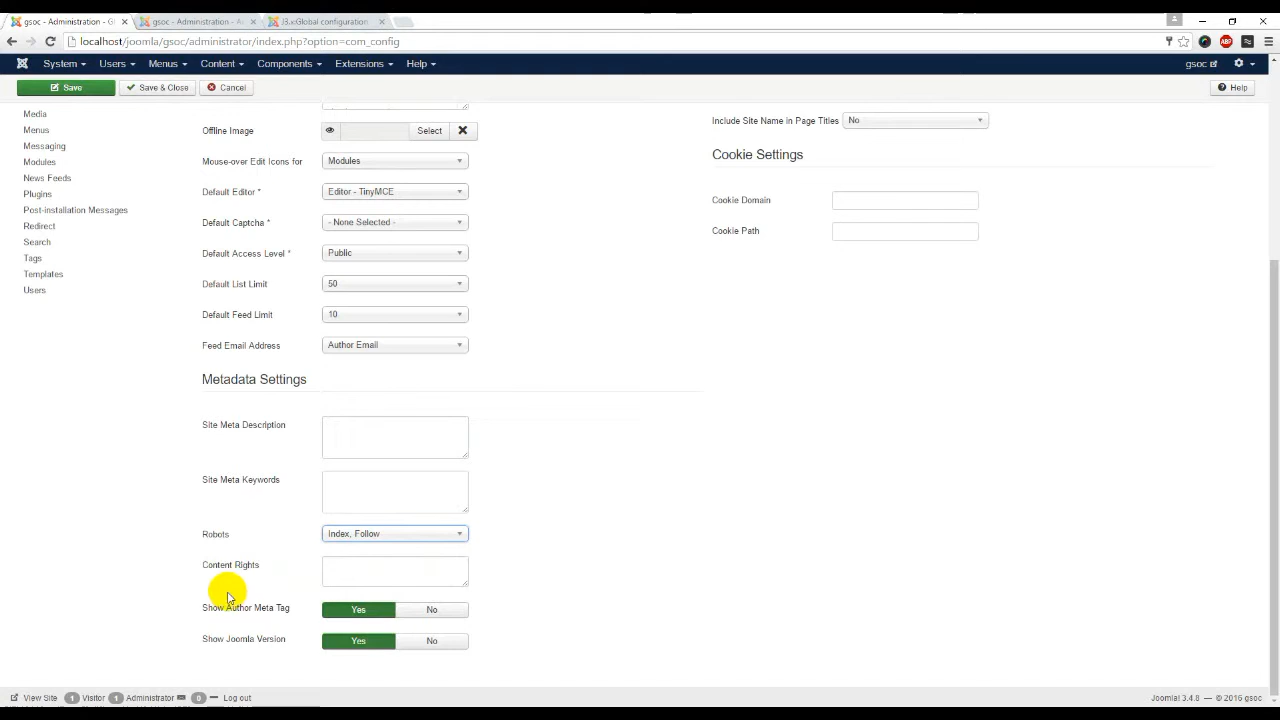 gsoc - Administration - G
gsoc - Administration - A
J3.x:Global configuration
localhost/joomla/gsoc/administrator/index.php?option=com_config
ABP
System Users Menus Content Components Extensions Help
gsoc
Save
Save & Close
Cancel
Help
Media
Menus
Messaging
Modules
News Feeds
Plugins
Post-installation Messages
Redirect
Search
Tags
Templates
Users
Offline Image
Select
Mouse-over Edit Icons for
Modules
Default Editor *
Editor - TinyMCE
Default Captcha *
- None Selected -
Default Access Level *
Public
Default List Limit
50
Default Feed Limit
10
Feed Email Address
Author Email
Metadata Settings
Site Meta Description
Site Meta Keywords
Robots
Index, Follow
Content Rights
Show Author Meta Tag
Yes
No
Show Joomla Version
Yes
No
Include Site Name in Page Titles
No
Cookie Settings
Cookie Domain
Cookie Path
View Site
1 Visitor
1 Administrator
0
Log out
Joomla! 3.4.8 — © 2016 gsoc